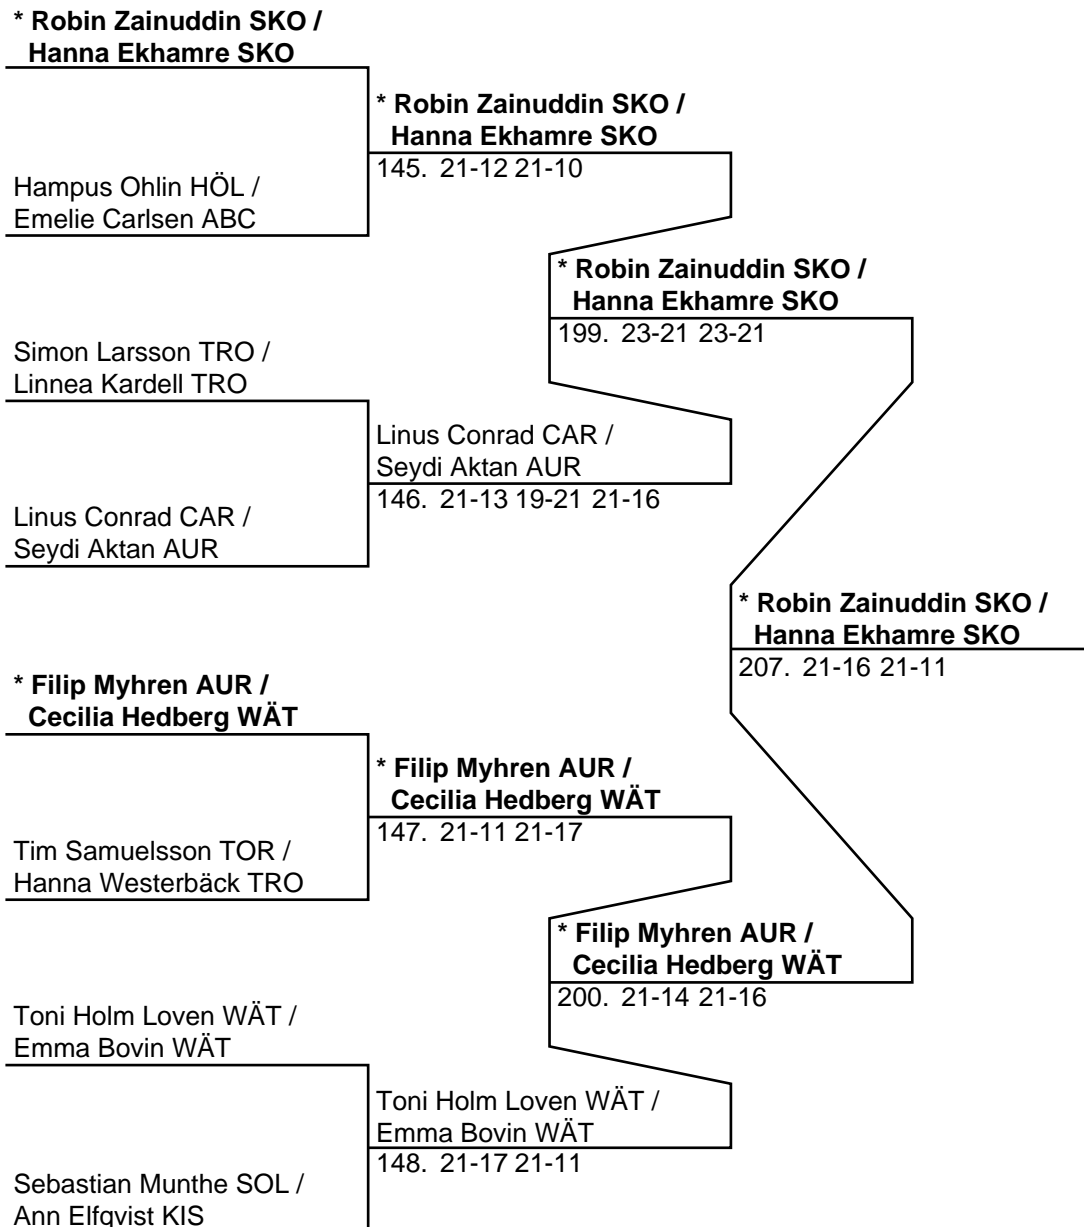 * Robin Zainuddin SKO /
Hanna Ekhamre SKO
* Robin Zainuddin SKO /
Hanna Ekhamre SKO
145. 21-12 21-10
Hampus Ohlin HÖL /
Emelie Carlsen ABC
* Robin Zainuddin SKO /
Hanna Ekhamre SKO
199. 23-21 23-21
Simon Larsson TRO /
Linnea Kardell TRO
Linus Conrad CAR /
Seydi Aktan AUR
146. 21-13 19-21 21-16
Linus Conrad CAR /
Seydi Aktan AUR
* Robin Zainuddin SKO /
Hanna Ekhamre SKO
207. 21-16 21-11
* Filip Myhren AUR /
Cecilia Hedberg WÄT
* Filip Myhren AUR /
Cecilia Hedberg WÄT
147. 21-11 21-17
Tim Samuelsson TOR /
Hanna Westerbäck TRO
* Filip Myhren AUR /
Cecilia Hedberg WÄT
200. 21-14 21-16
Toni Holm Loven WÄT /
Emma Bovin WÄT
Toni Holm Loven WÄT /
Emma Bovin WÄT
148. 21-17 21-11
Sebastian Munthe SOL /
Ann Elfqvist KIS